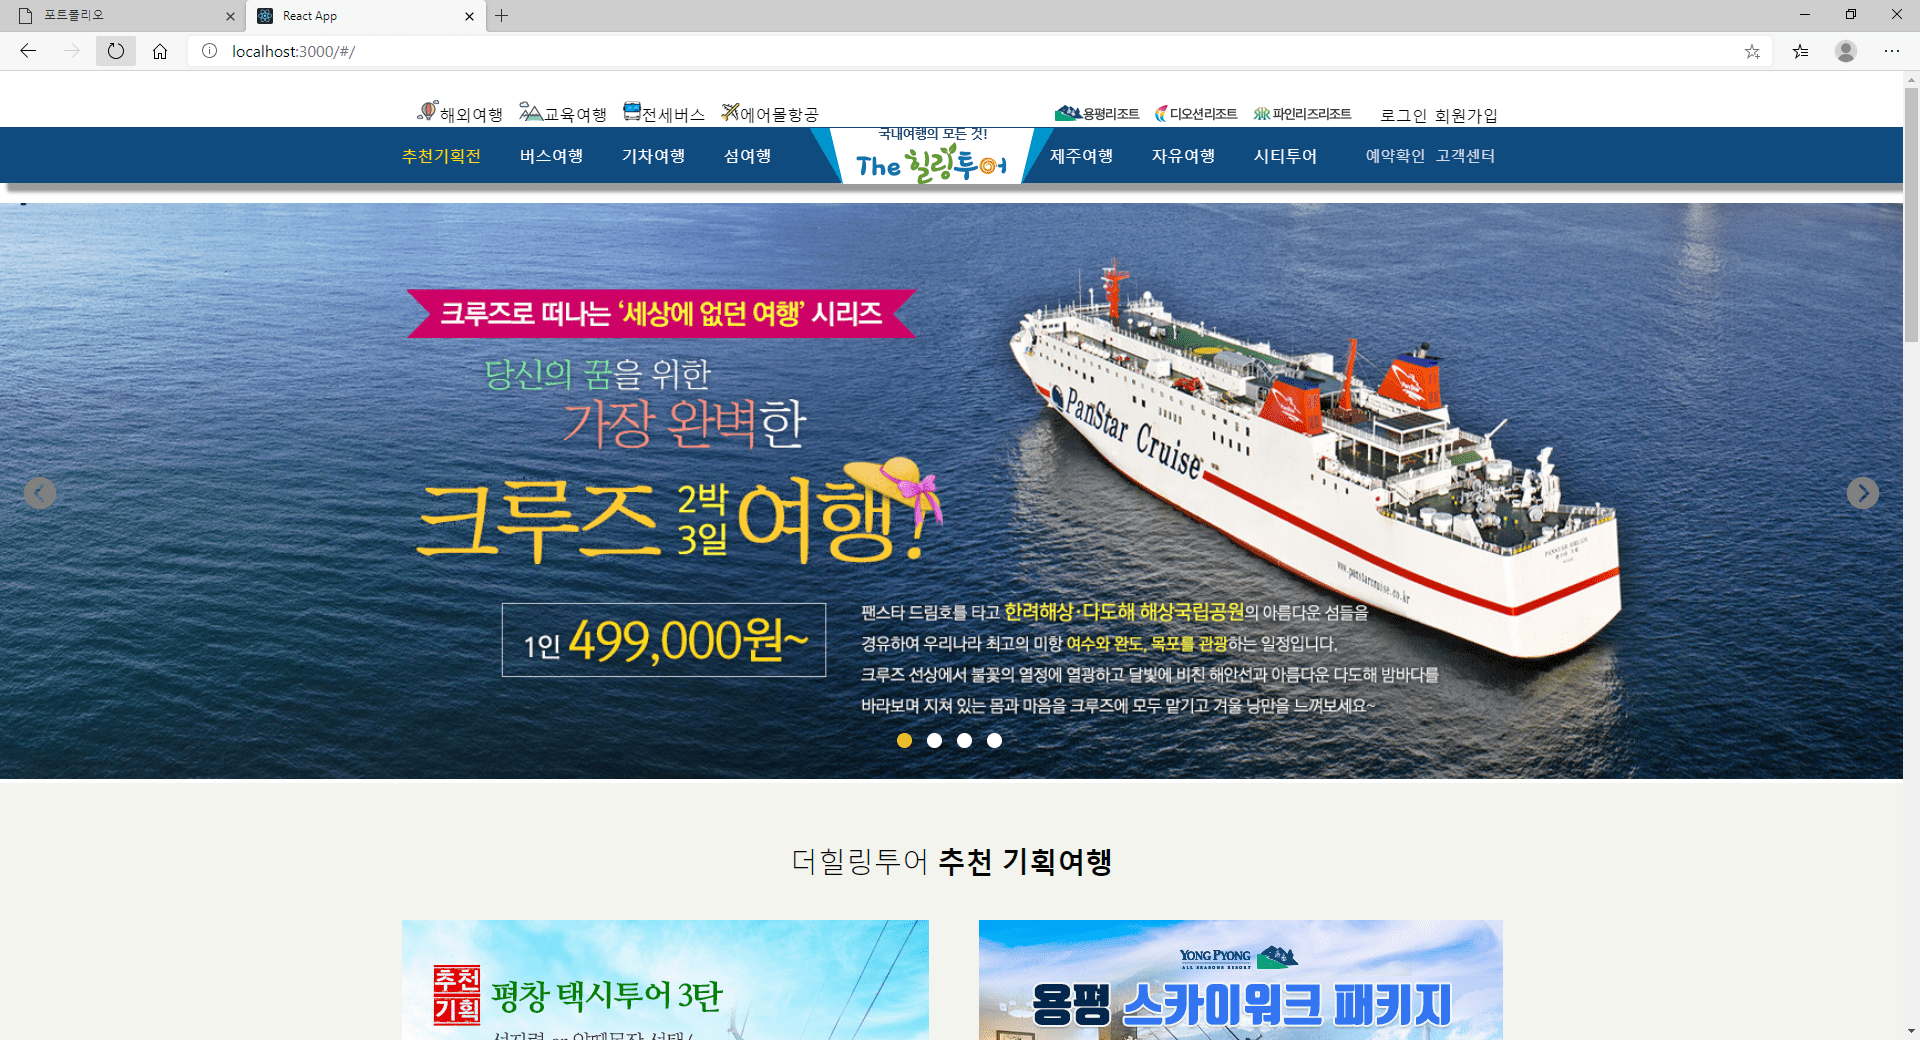 포트폴리오
React App
localhost:3000/#/
해외여행 교육여행 전세버스 에어몰항공 용평리조트 디오션리조트 파인리즈리조트 로그인 회원가입
추천기획전 버스여행 기차여행 섬여행 제주여행 자유여행 시티투어 예약확인 고객센터
국내여행의 모든 것!
The 힐링투어
크루즈로 떠나는 ‘세상에 없던 여행’ 시리즈
당신의 꿈을 위한
가장 완벽한
크루즈 2박 3일 여행!
1인 499,000원~
팬스타 드림호를 타고 한려해상·다도해 해상국립공원의 아름다운 섬들을
경유하여 우리나라 최고의 미항 여수와 완도, 목포를 관광하는 일정입니다.
크루즈 선상에서 불꽃의 열정에 열광하고 달빛에 비친 해안선과 아름다운 다도해 밤바다를
바라보며 지쳐 있는 몸과 마음을 크루즈에 모두 맡기고 겨울 낭만을 느껴보세요~
PanStar Cruise
PANSTAR DREAM
www.panstarcruise.co.kr
더힐링투어 추천 기획여행
추천
기획
평창 택시투어 3탄
YONG PYONG
ALL SEASONS RESORT
용평 스카이워크 패키지